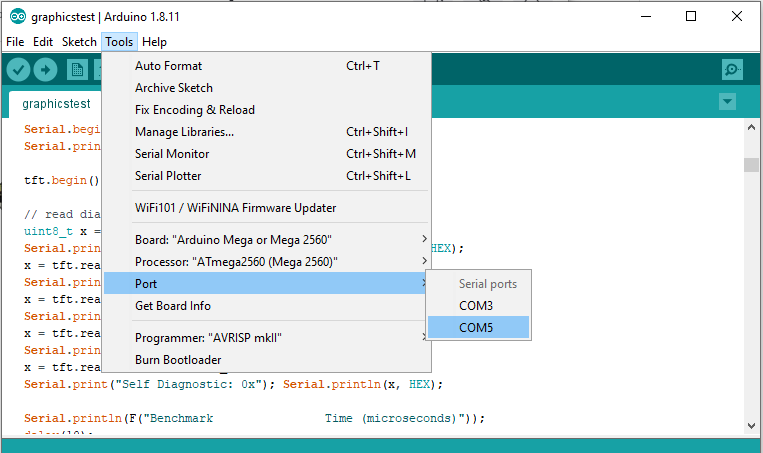 graphicstest | Arduino 1.8.11
File Edit Sketch Tools Help
graphicstest
Auto Format Ctrl+T
Archive Sketch
Fix Encoding & Reload
Manage Libraries... Ctrl+Shift+I
Serial Monitor Ctrl+Shift+M
Serial Plotter Ctrl+Shift+L
WiFi101 / WiFiNINA Firmware Updater
Board: "Arduino Mega or Mega 2560"
Processor: "ATmega2560 (Mega 2560)"
Port
Get Board Info
Programmer: "AVRISP mkII"
Burn Bootloader
Serial ports
COM3
COM5
Serial.beg
Serial.prin
tft.begin()
// read dia
uint8_t x =
Serial.prin HEX);
x = tft.rea
Serial.prin
x = tft.rea
Serial.prin
x = tft.rea
Serial.prin
x = tft.rea
Serial.print("Self Diagnostic: 0x"); Serial.println(x, HEX);
Serial.println(F("Benchmark Time (microseconds)"));